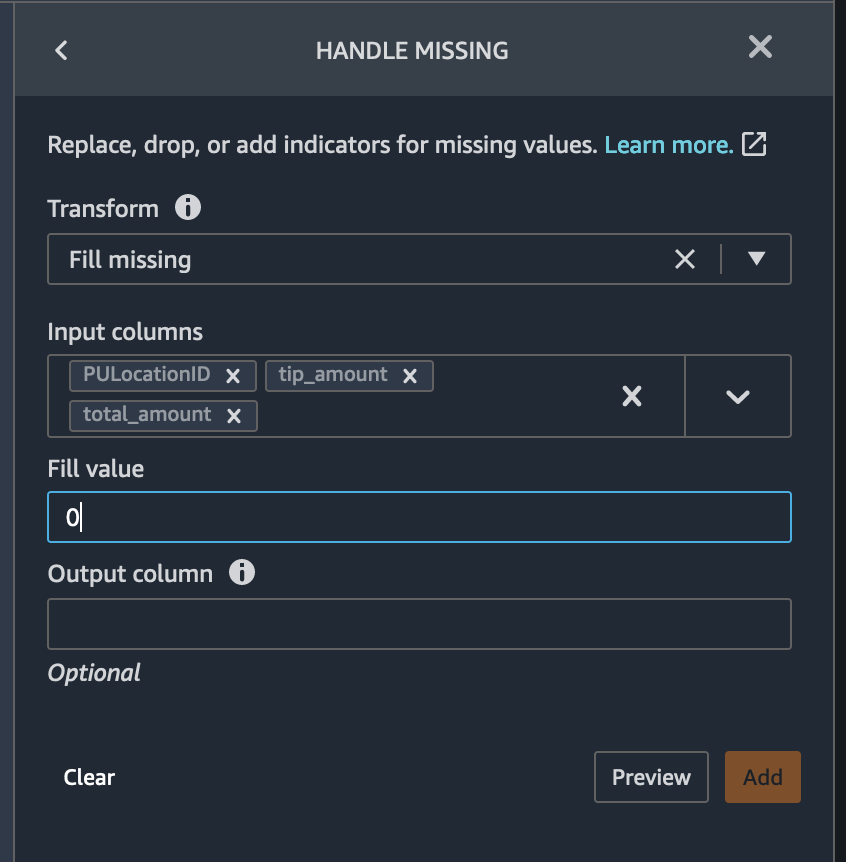 HANDLE MISSING
Replace, drop, or add indicators for missing values. Learn more.
Transform
Fill missing
Input columns
PULocationID tip_amount
total_amount
Fill value
0
Output column
Optional
Clear Preview Add